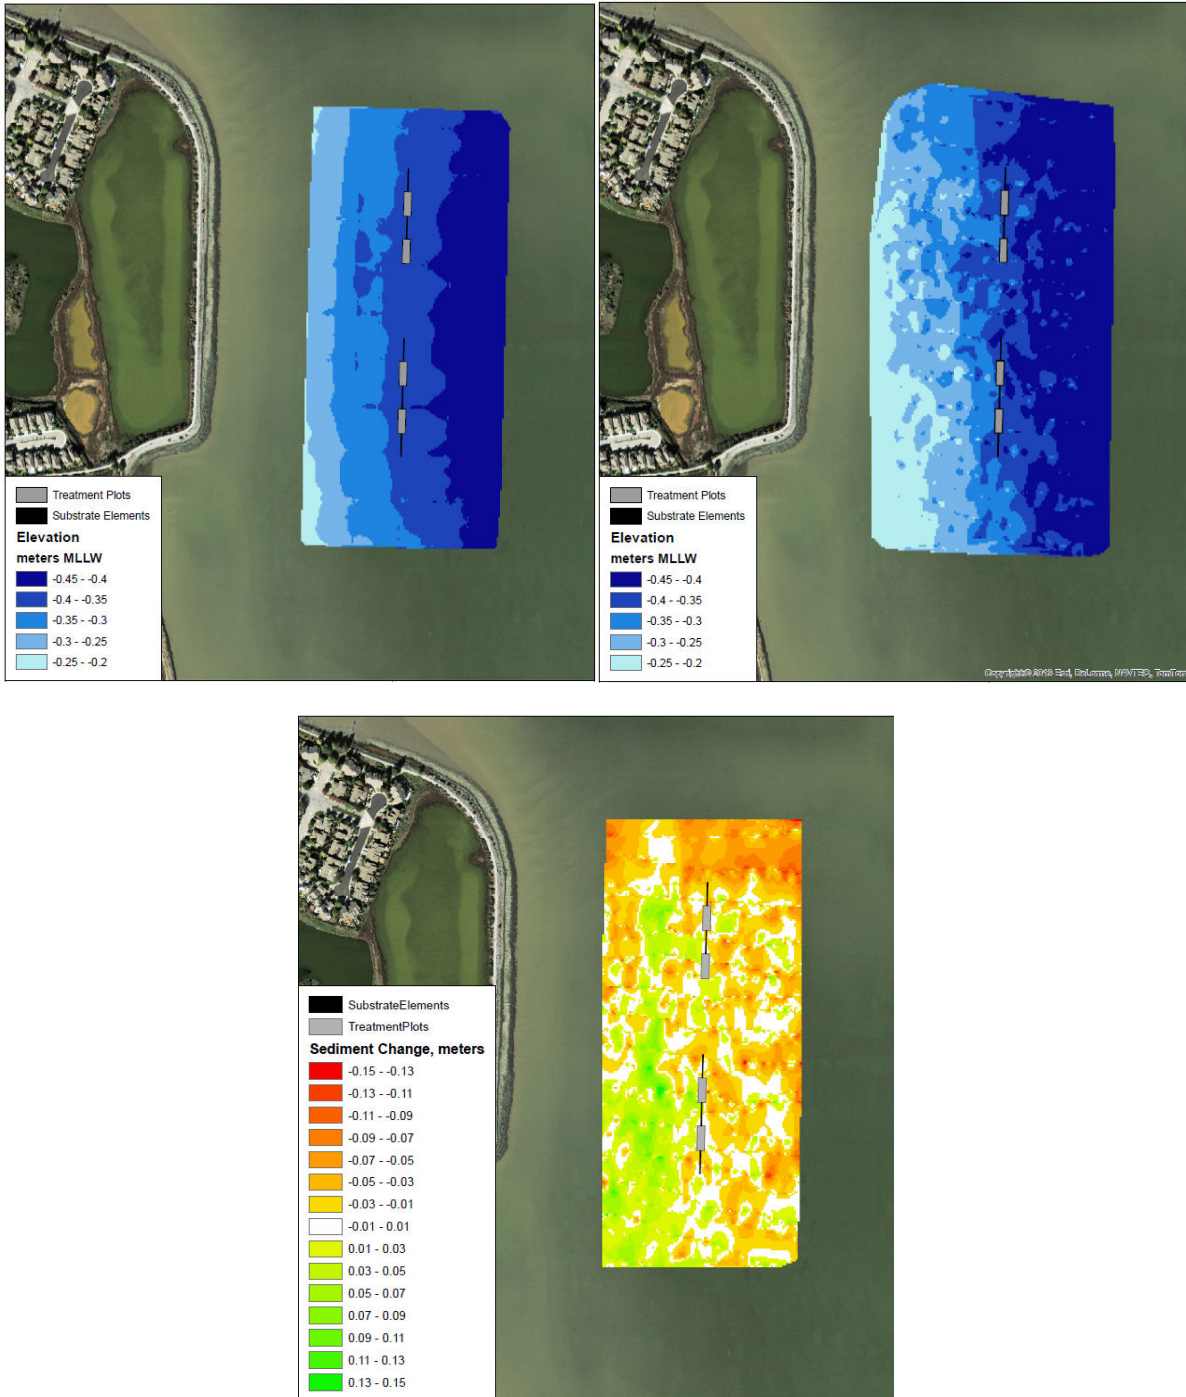 Treatment Plots
Substrate Elements
Elevation
meters MLLW
-0.45 - -0.4
-0.4 - -0.35
-0.35 - -0.3
-0.3 - -0.25
-0.25 - -0.2
Treatment Plots
Substrate Elements
Elevation
meters MLLW
-0.45 - -0.4
-0.4 - -0.35
-0.35 - -0.3
-0.3 - -0.25
-0.25 - -0.2
Copyright:© 2013 Esri, DeLorme, NAVTEQ, TomTom
SubstrateElements
TreatmentPlots
Sediment Change, meters
-0.15 - -0.13
-0.13 - -0.11
-0.11 - -0.09
-0.09 - -0.07
-0.07 - -0.05
-0.05 - -0.03
-0.03 - -0.01
-0.01 - 0.01
0.01 - 0.03
0.03 - 0.05
0.05 - 0.07
0.07 - 0.09
0.09 - 0.11
0.11 - 0.13
0.13 - 0.15